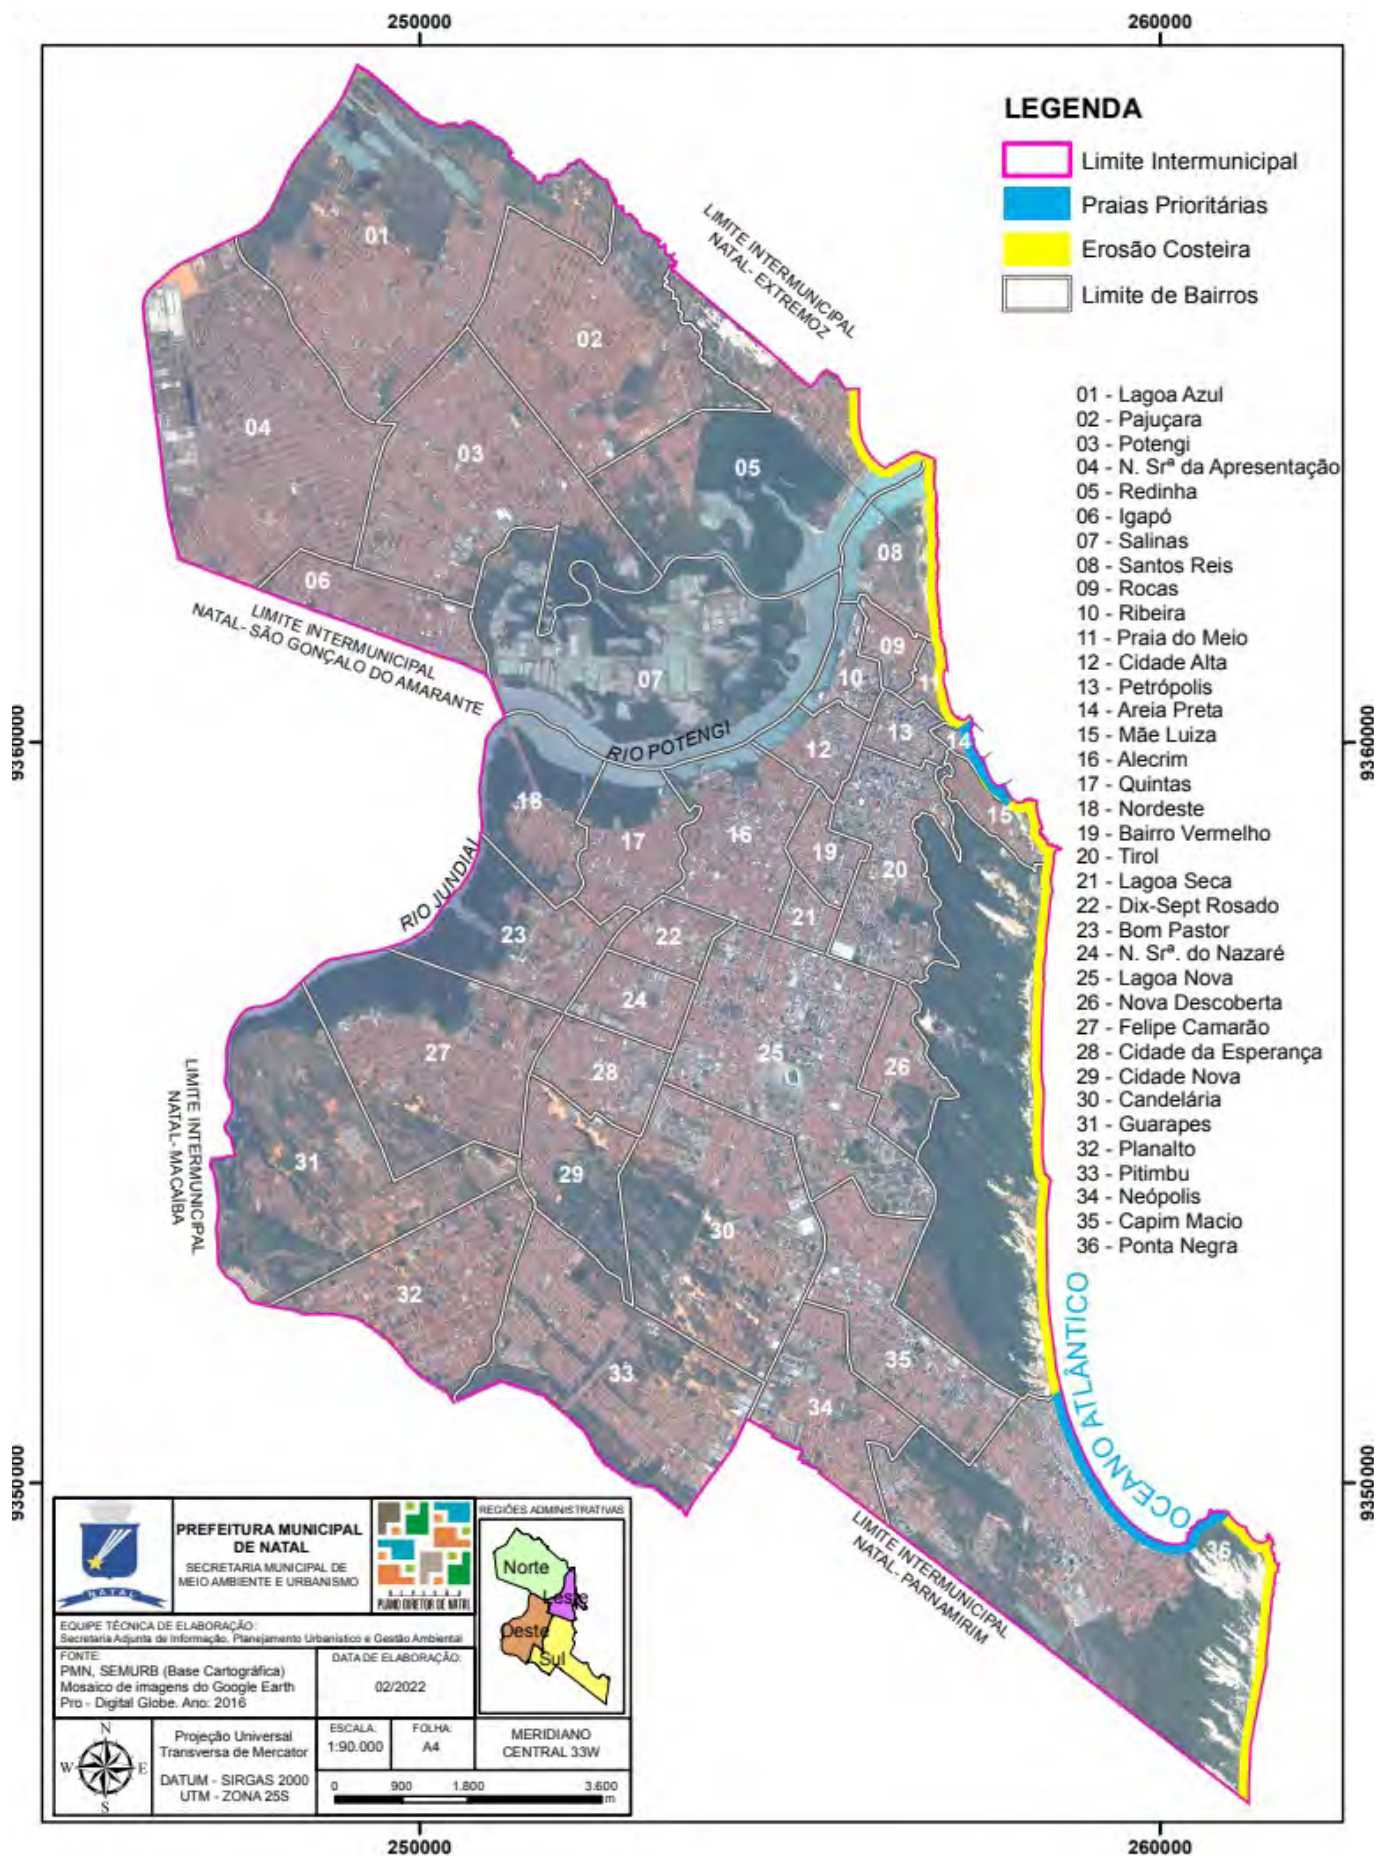 250000
260000
LEGENDA
Limite Intermunicipal
Praias Prioritárias
Erosão Costeira
Limite de Bairros
LIMITE INTERMUNICIPAL
NATAL- EXTREMOZ
01 - Lagoa Azul
02 - Pajuçara
03 - Potengi
04 - N. Srª da Apresentação
05 - Redinha
06 - Igapó
07 - Salinas
08 - Santos Reis
09 - Rocas
10 - Ribeira
11 - Praia do Meio
12 - Cidade Alta
13 - Petrópolis
14 - Areia Preta
15 - Mãe Luiza
16 - Alecrim
17 - Quintas
18 - Nordeste
19 - Bairro Vermelho
20 - Tirol
21 - Lagoa Seca
22 - Dix-Sept Rosado
23 - Bom Pastor
24 - N. Srª. do Nazaré
25 - Lagoa Nova
26 - Nova Descoberta
27 - Felipe Camarão
28 - Cidade da Esperança
29 - Cidade Nova
30 - Candelária
31 - Guarapes
32 - Planalto
33 - Pitimbu
34 - Neópolis
35 - Capim Macio
36 - Ponta Negra
01
02
04
03
05
08
06
LIMITE INTERMUNICIPAL
NATAL- SÃO GONÇALO DO AMARANTE
09
07
10
11
9360000
RIO POTENGI
12
13
14
9360000
18
17
16
15
19
20
RIO JUNDIAI
21
23
22
24
27
28
25
26
LIMITE INTERMUNICIPAL
NATAL- MACAÍBA
31
29
30
32
33
35
34
OCEANO ATLÂNTICO
9350000
9350000
36
LIMITE INTERMUNICIPAL
NATAL- PARNAMIRIM
NATAL
PREFEITURA MUNICIPAL
DE NATAL
SECRETARIA MUNICIPAL DE
MEIO AMBIENTE E URBANISMO
PLANO DIRETOR DE NATAL
REGIÕES ADMINISTRATIVAS
Norte
Leste
Oeste
Sul
EQUIPE TÉCNICA DE ELABORAÇÃO:
Secretaria Adjunta de Informação, Planejamento Urbanístico e Gestão Ambiental
FONTE:
PMN, SEMURB (Base Cartográfica)
Mosaico de imagens do Google Earth
Pro - Digital Globe. Ano: 2016
DATA DE ELABORAÇÃO:
02/2022
N
W
E
S
Projeção Universal
Transversa de Mercator
DATUM - SIRGAS 2000
UTM - ZONA 25S
ESCALA:
1:90.000
FOLHA:
A4
MERIDIANO
CENTRAL 33W
0 900 1.800 3.600
m
250000
260000